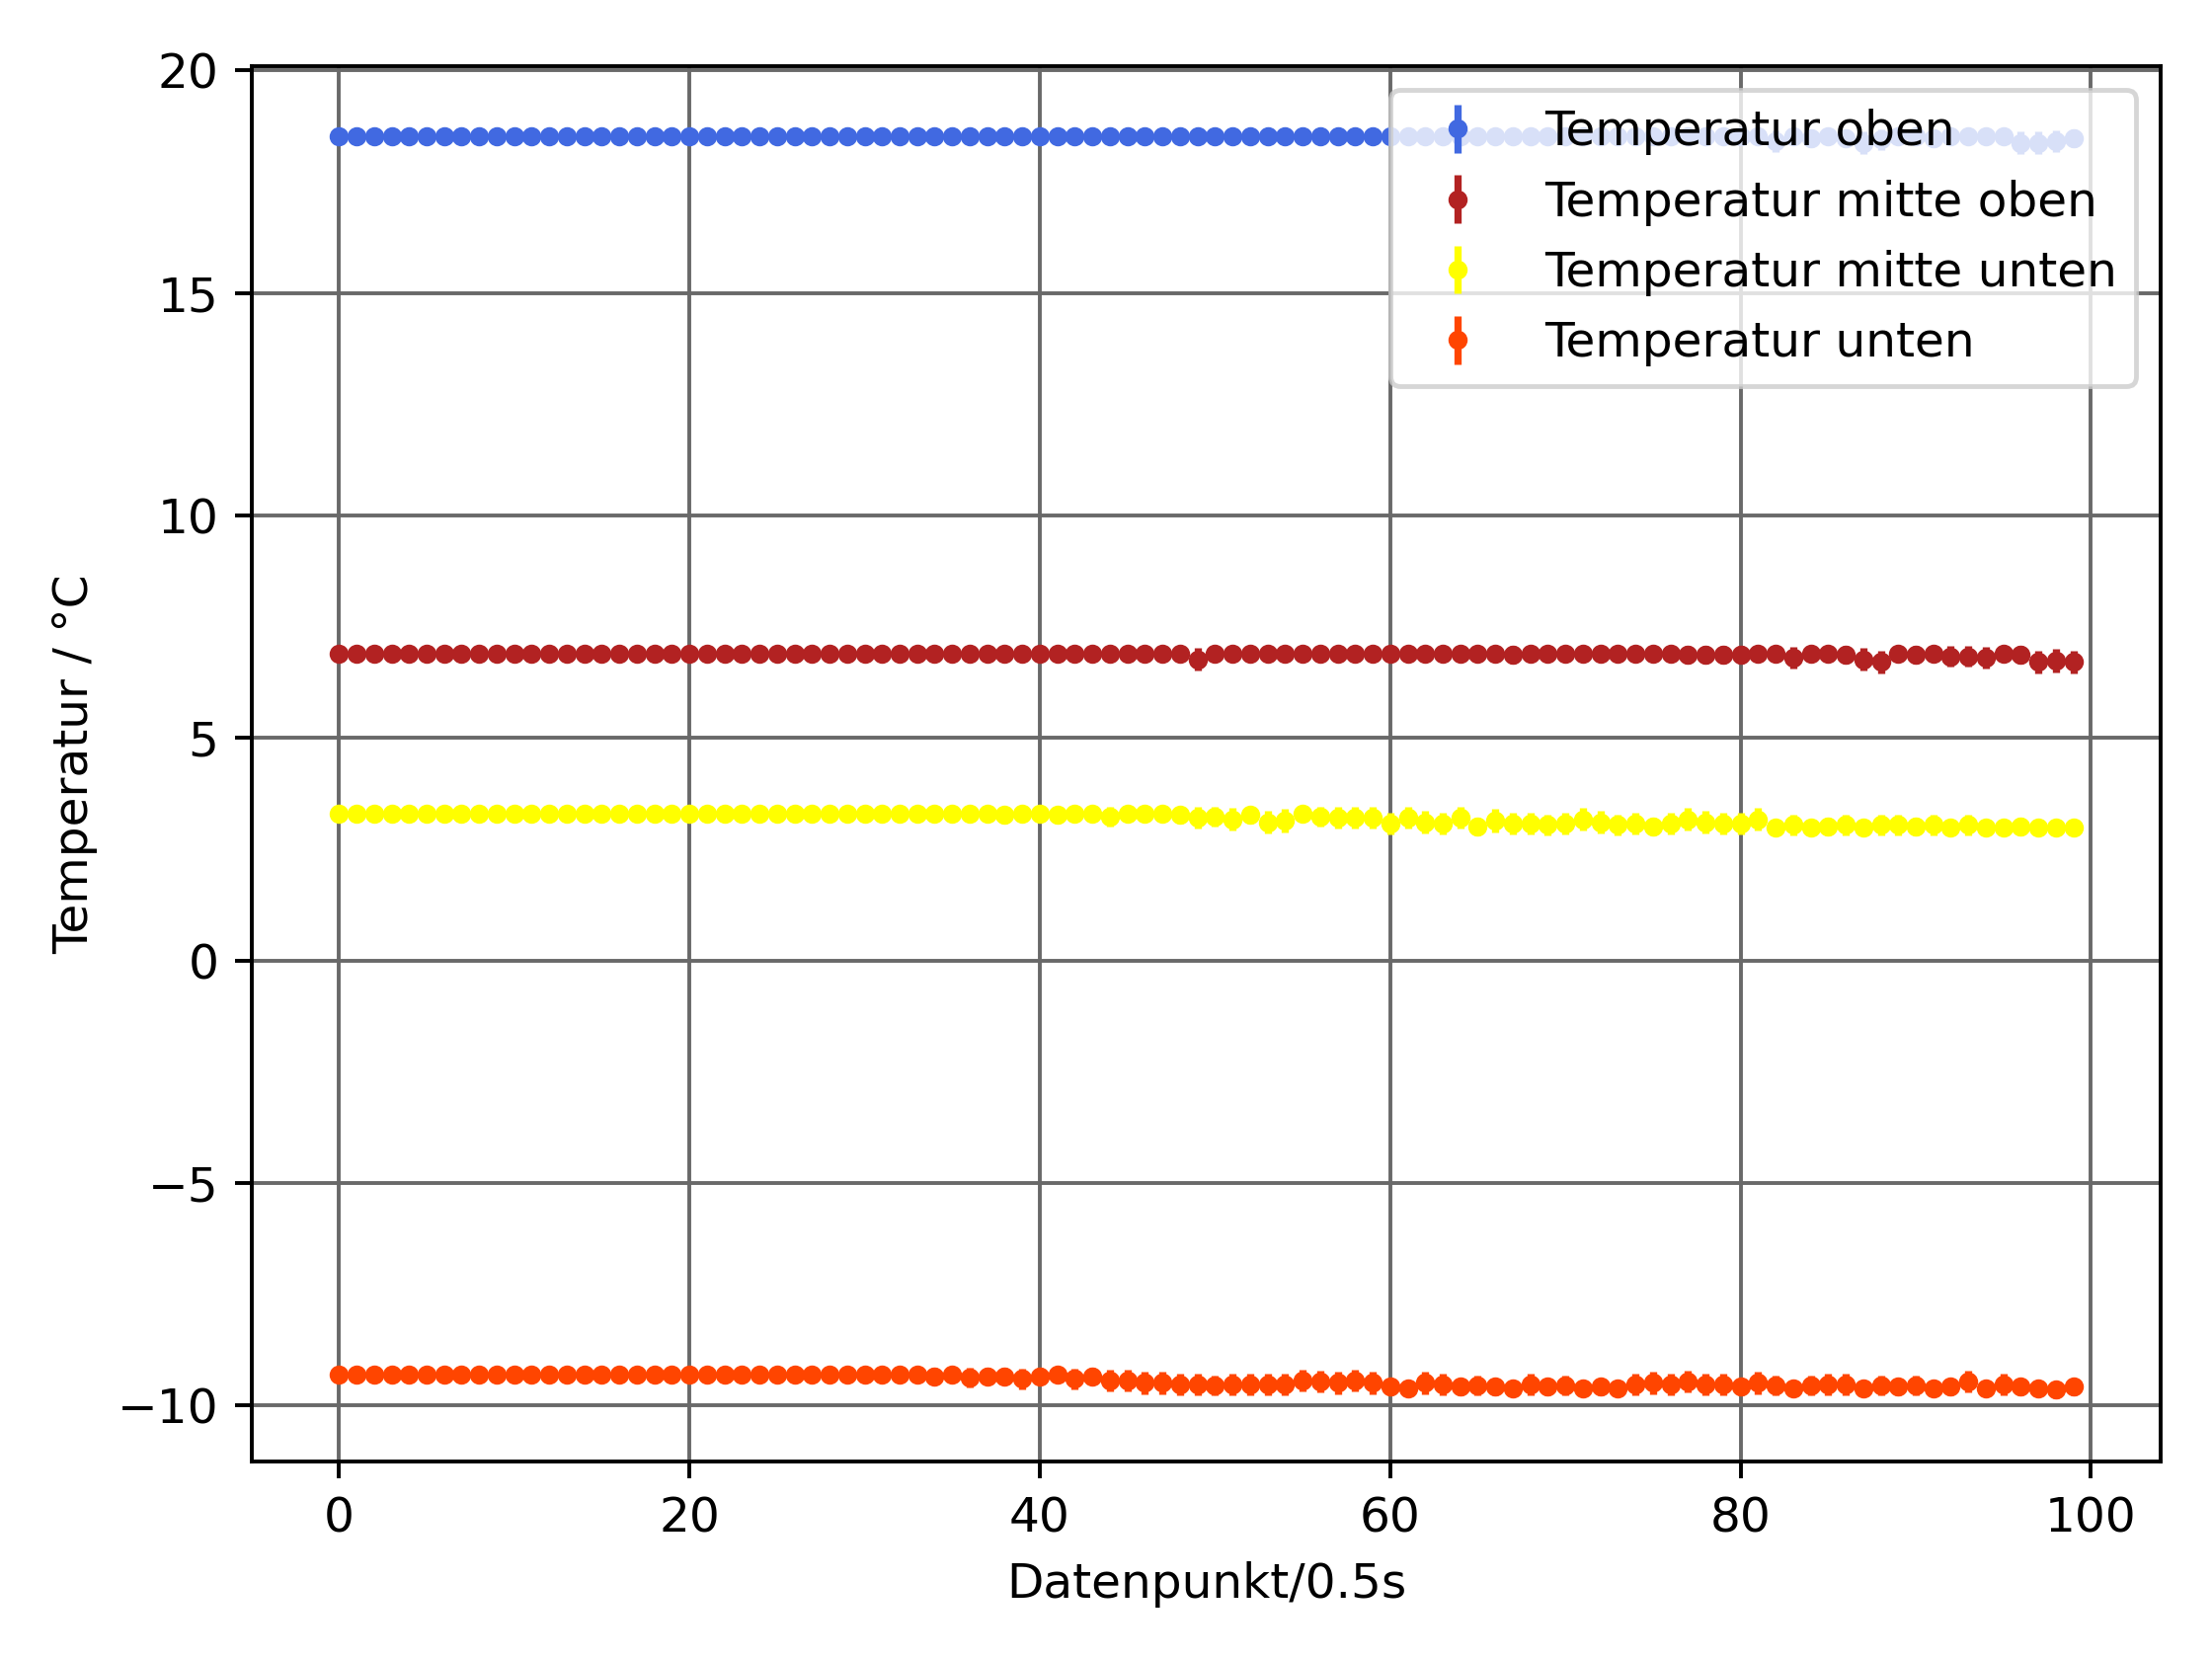 20
15
10
5
0
−5
−10
Temperatur / °C
Temperatur oben
Temperatur mitte oben
Temperatur mitte unten
Temperatur unten
0 20 40 60 80 100
Datenpunkt/0.5s